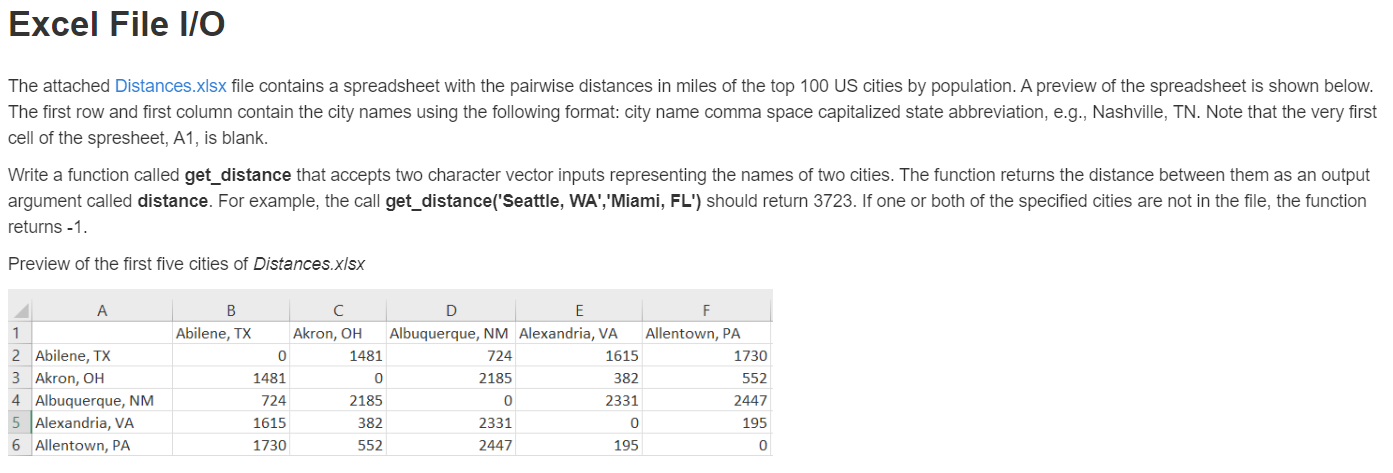 Excel File I/O
The attached Distances.xlsx file contains a spreadsheet with the pairwise distances in miles of the top 100 US cities by population. A preview of the spreadsheet is shown below.
The first row and first column contain the city names using the following format: city name comma space capitalized state abbreviation, e.g., Nashville, TN. Note that the very first
cell of the spresheet, A1, is blank.
Write a function called get_distance that accepts two character vector inputs representing the names of two cities. The function returns the distance between them as an output
argument called distance. For example, the call get_distance('Seattle, WA','Miami, FL') should return 3723. If one or both of the specified cities are not in the file, the function
returns -1.
Preview of the first five cities of Distances.xlsx
A B C D E F
1 Abilene, TX Akron, OH Albuquerque, NM Alexandria, VA Allentown, PA
2 Abilene, TX 0 1481 724 1615 1730
3 Akron, OH 1481 0 2185 382 552
4 Albuquerque, NM 724 2185 0 2331 2447
5 Alexandria, VA 1615 382 2331 0 195
6 Allentown, PA 1730 552 2447 195 0